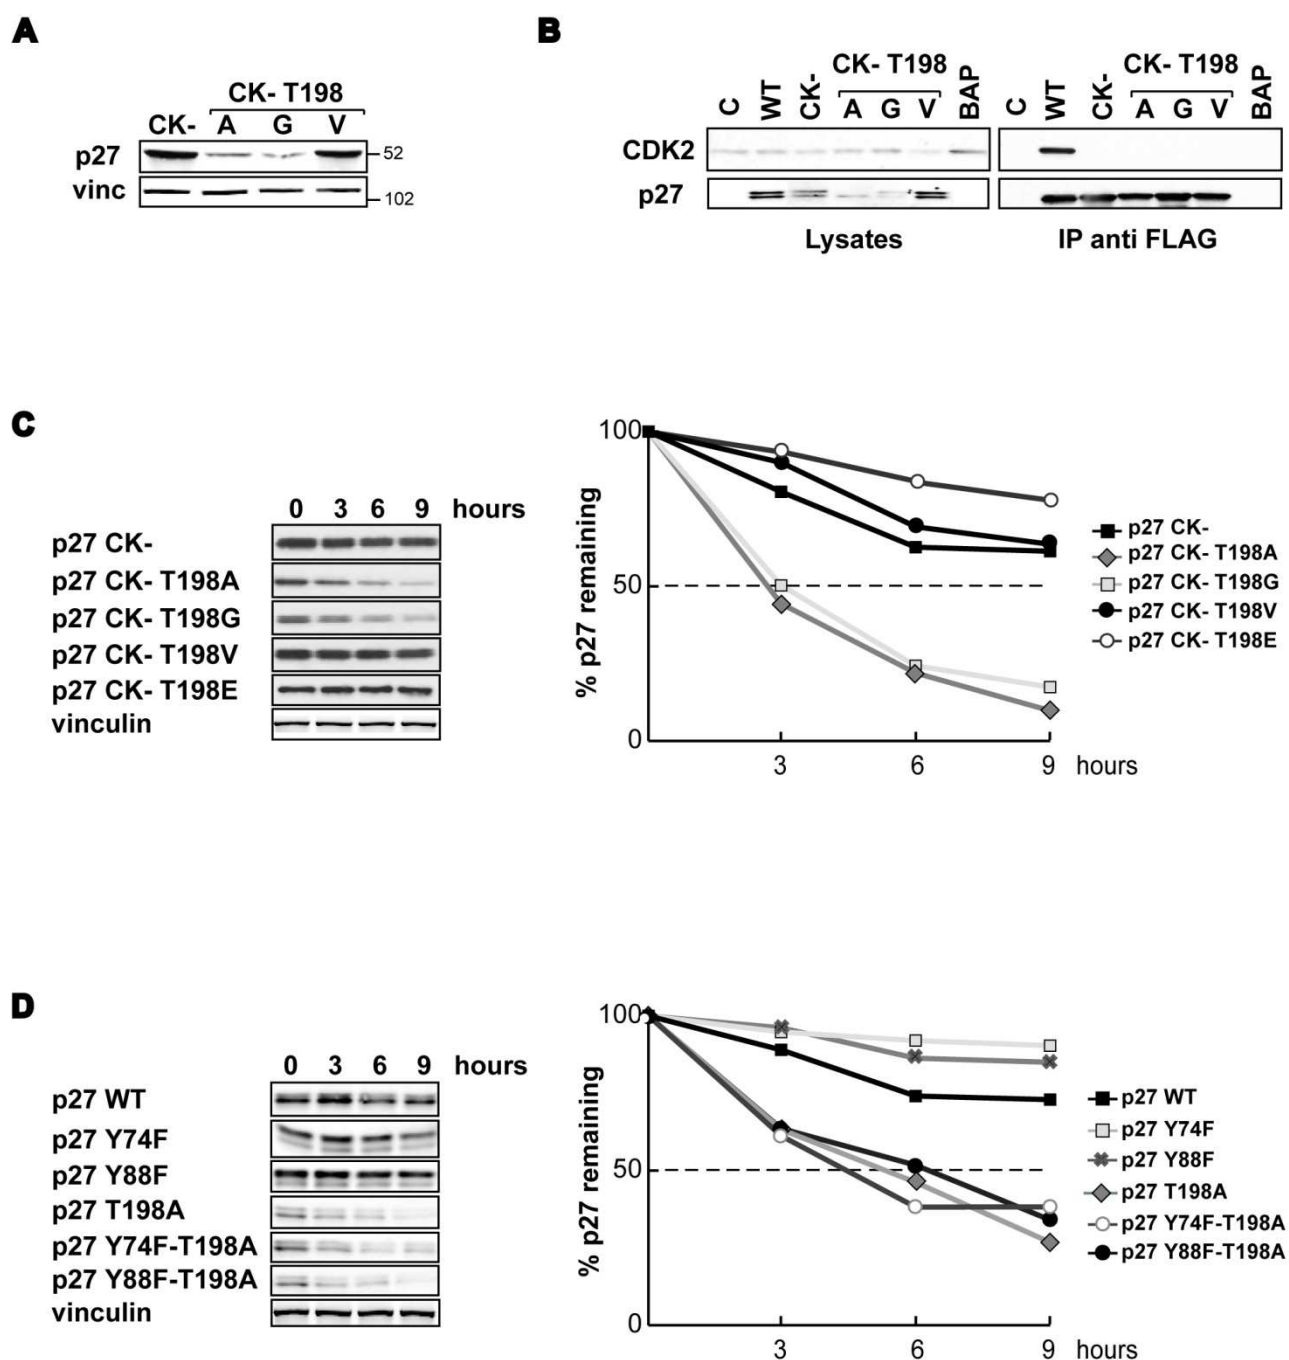 A
CK- T198
CK- A G V
p27
52
vinc
102
B
C WT CK- CK- T198 A G V BAP
C WT CK- CK- T198 A G V BAP
CDK2
p27
Lysates
IP anti FLAG
C
0 3 6 9 hours
p27 CK-
p27 CK- T198A
p27 CK- T198G
p27 CK- T198V
p27 CK- T198E
vinculin
% p27 remaining
100
50
0
3 6 9 hours
p27 CK-
p27 CK- T198A
p27 CK- T198G
p27 CK- T198V
p27 CK- T198E
D
0 3 6 9 hours
p27 WT
p27 Y74F
p27 Y88F
p27 T198A
p27 Y74F-T198A
p27 Y88F-T198A
vinculin
% p27 remaining
100
50
0
3 6 9 hours
p27 WT
p27 Y74F
p27 Y88F
p27 T198A
p27 Y74F-T198A
p27 Y88F-T198A